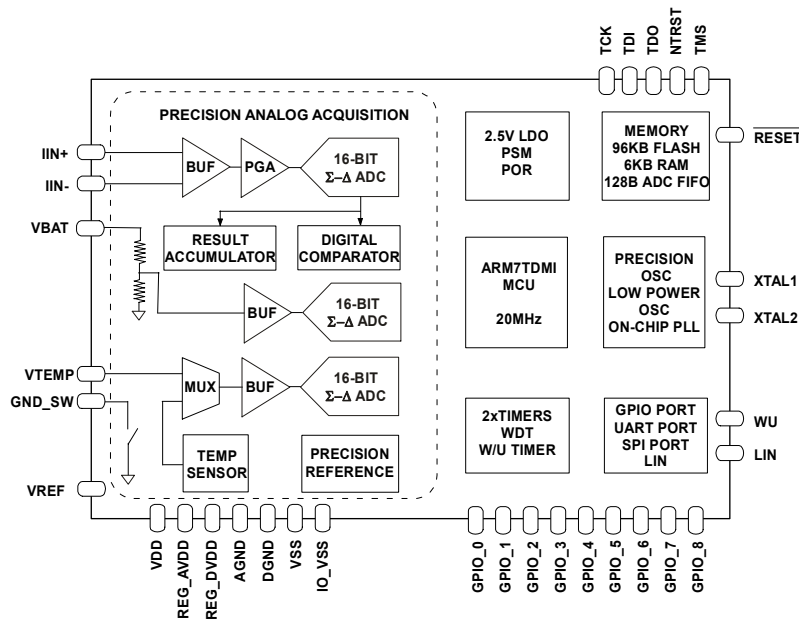 TCK
TDI
TDO
NTRST
TMS
PRECISION ANALOG ACQUISITION
IIN+
IIN-
BUF
PGA
16-BIT
Σ–Δ ADC
2.5V LDO
PSM
POR
MEMORY
96KB FLASH
6KB RAM
128B ADC FIFO
RESET
VBAT
RESULT
ACCUMULATOR
DIGITAL
COMPARATOR
BUF
16-BIT
Σ–Δ ADC
ARM7TDMI
MCU
20MHz
PRECISION
OSC
LOW POWER
OSC
ON-CHIP PLL
XTAL1
XTAL2
VTEMP
GND_SW
MUX
BUF
16-BIT
Σ–Δ ADC
TEMP
SENSOR
PRECISION
REFERENCE
2xTIMERS
WDT
W/U TIMER
GPIO PORT
UART PORT
SPI PORT
LIN
WU
LIN
VREF
VDD
REG_AVDD
REG_DVDD
AGND
DGND
VSS
IO_VSS
GPIO_0
GPIO_1
GPIO_2
GPIO_3
GPIO_4
GPIO_5
GPIO_6
GPIO_7
GPIO_8